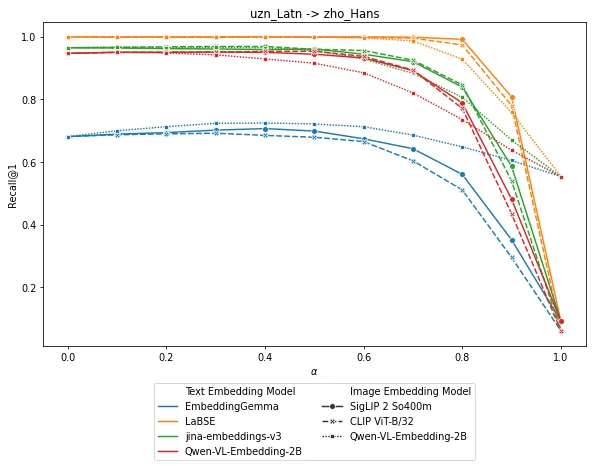 uzn_Latn -> zho_Hans
Recall@1
1.0
0.8
0.6
0.4
0.2
0.0 0.2 0.4 0.6 0.8 1.0
α
Text Embedding Model
EmbeddingGemma
LaBSE
jina-embeddings-v3
Qwen-VL-Embedding-2B
Image Embedding Model
SigLIP 2 So400m
CLIP ViT-B/32
Qwen-VL-Embedding-2B